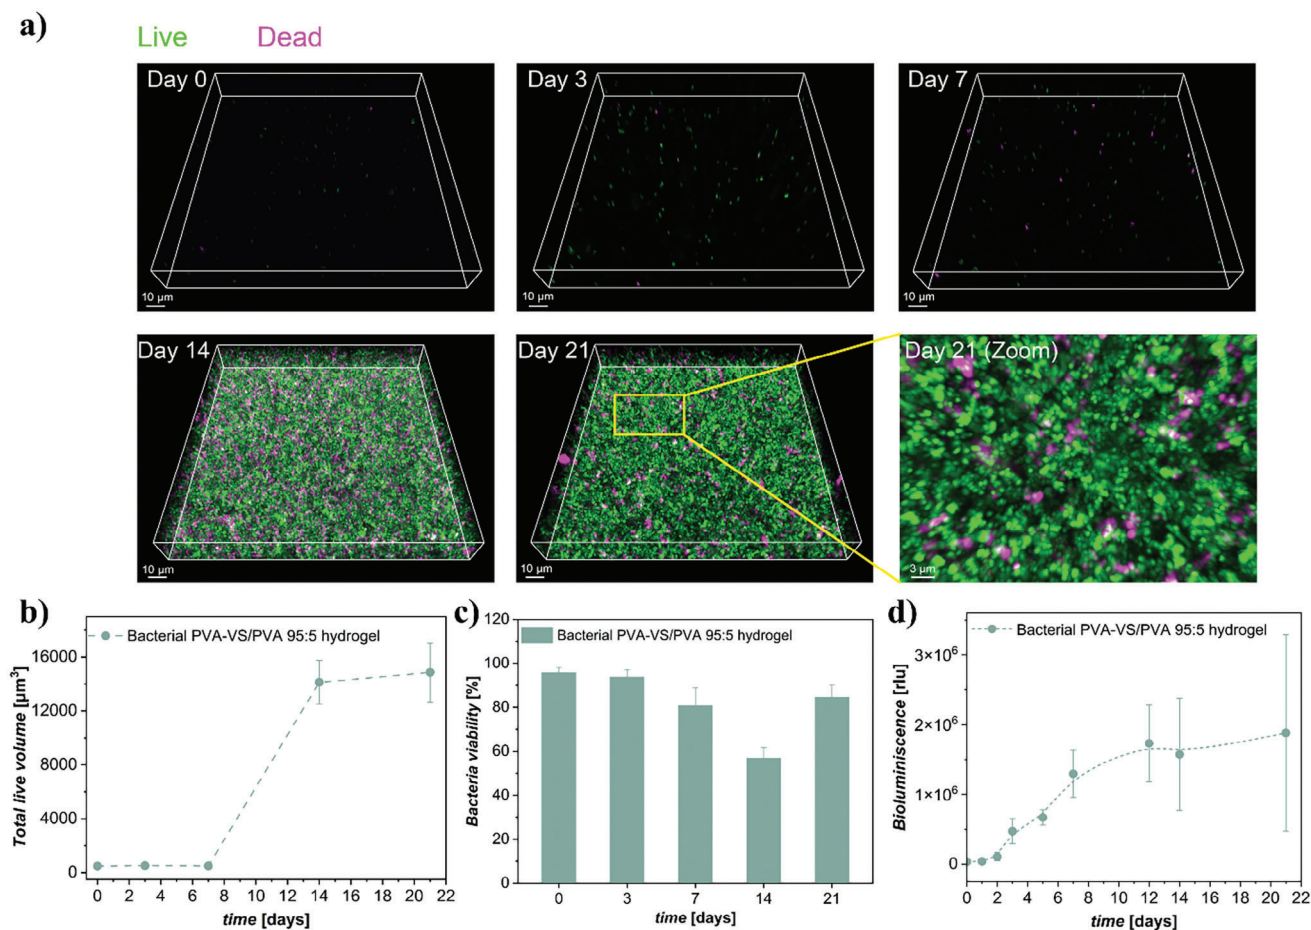 a)
Live Dead
Day 0 Day 3 Day 7
10 µm 10 µm 10 µm
Day 14 Day 21 Day 21 (Zoom)
10 µm 10 µm 3 µm
b)
Bacterial PVA-VS/PVA 95:5 hydrogel
Total live volume [µm³]
16000
12000
8000
4000
0
0 2 4 6 8 10 12 14 16 18 20 22
time [days]
c)
Bacterial PVA-VS/PVA 95:5 hydrogel
Bacteria viability [%]
120
100
80
60
40
20
0
0 3 7 14 21
time [days]
d)
Bacterial PVA-VS/PVA 95:5 hydrogel
Bioluminiscence [rlu]
3×10⁶
2×10⁶
1×10⁶
0
0 2 4 6 8 10 12 14 16 18 20 22
time [days]